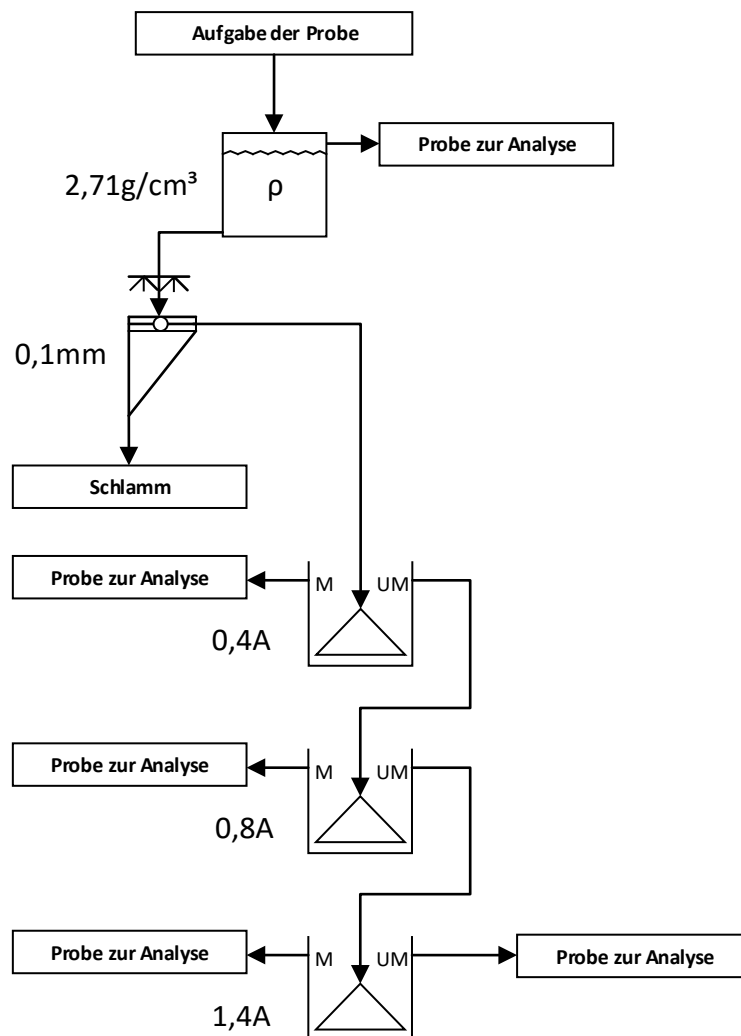 Aufgabe der Probe
Probe zur Analyse
2,71g/cm³
ρ
0,1mm
Schlamm
Probe zur Analyse
M
UM
0,4A
Probe zur Analyse
M
UM
0,8A
Probe zur Analyse
M
UM
Probe zur Analyse
1,4A